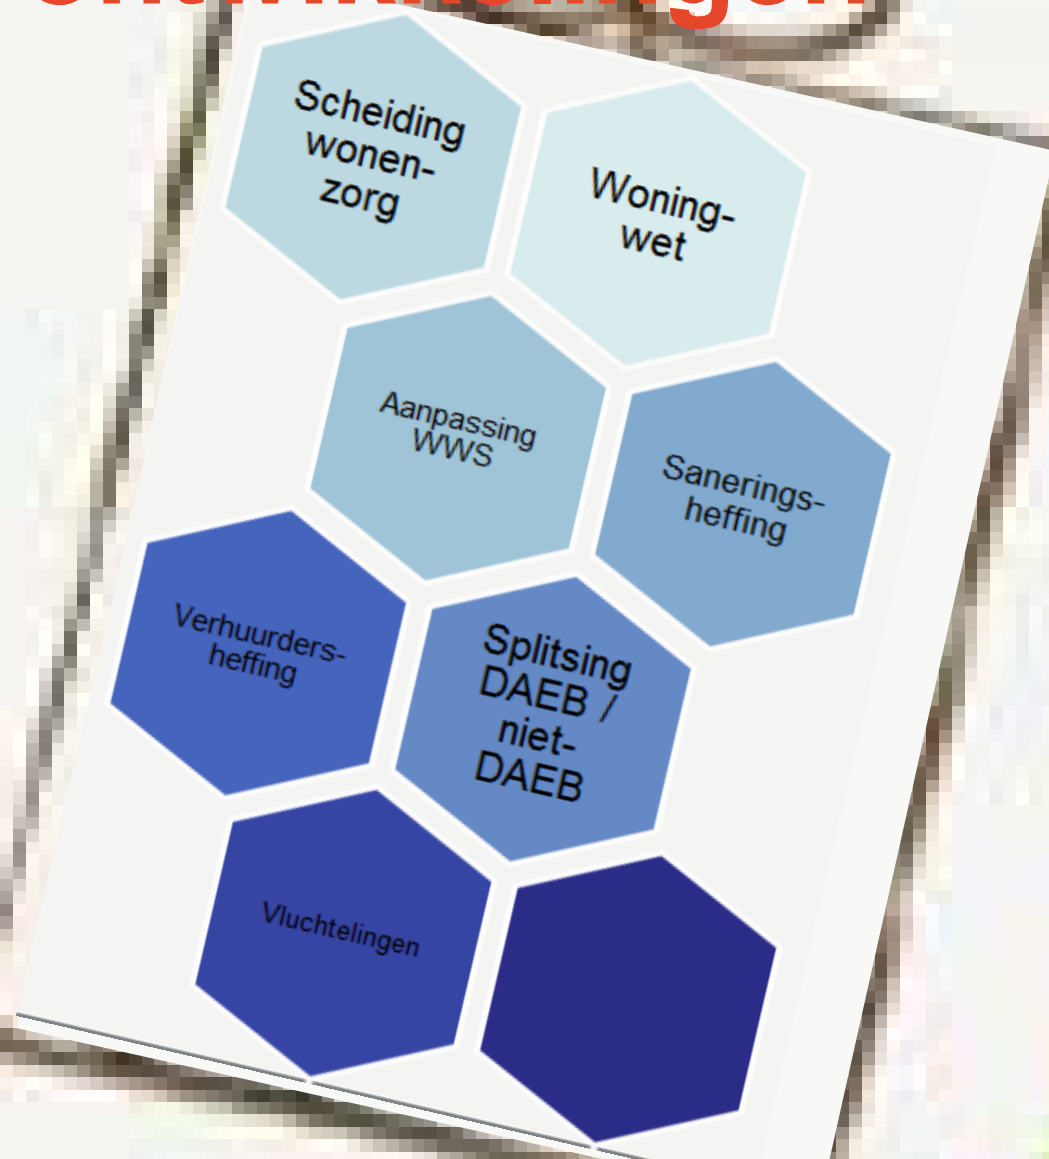 Scheiding
wonen-
zorg
Woning-
wet
Aanpassing
WWS
Sanerings-
heffing
Verhuurders-
heffing
Splitsing
DAEB /
niet-
DAEB
Vluchtelingen